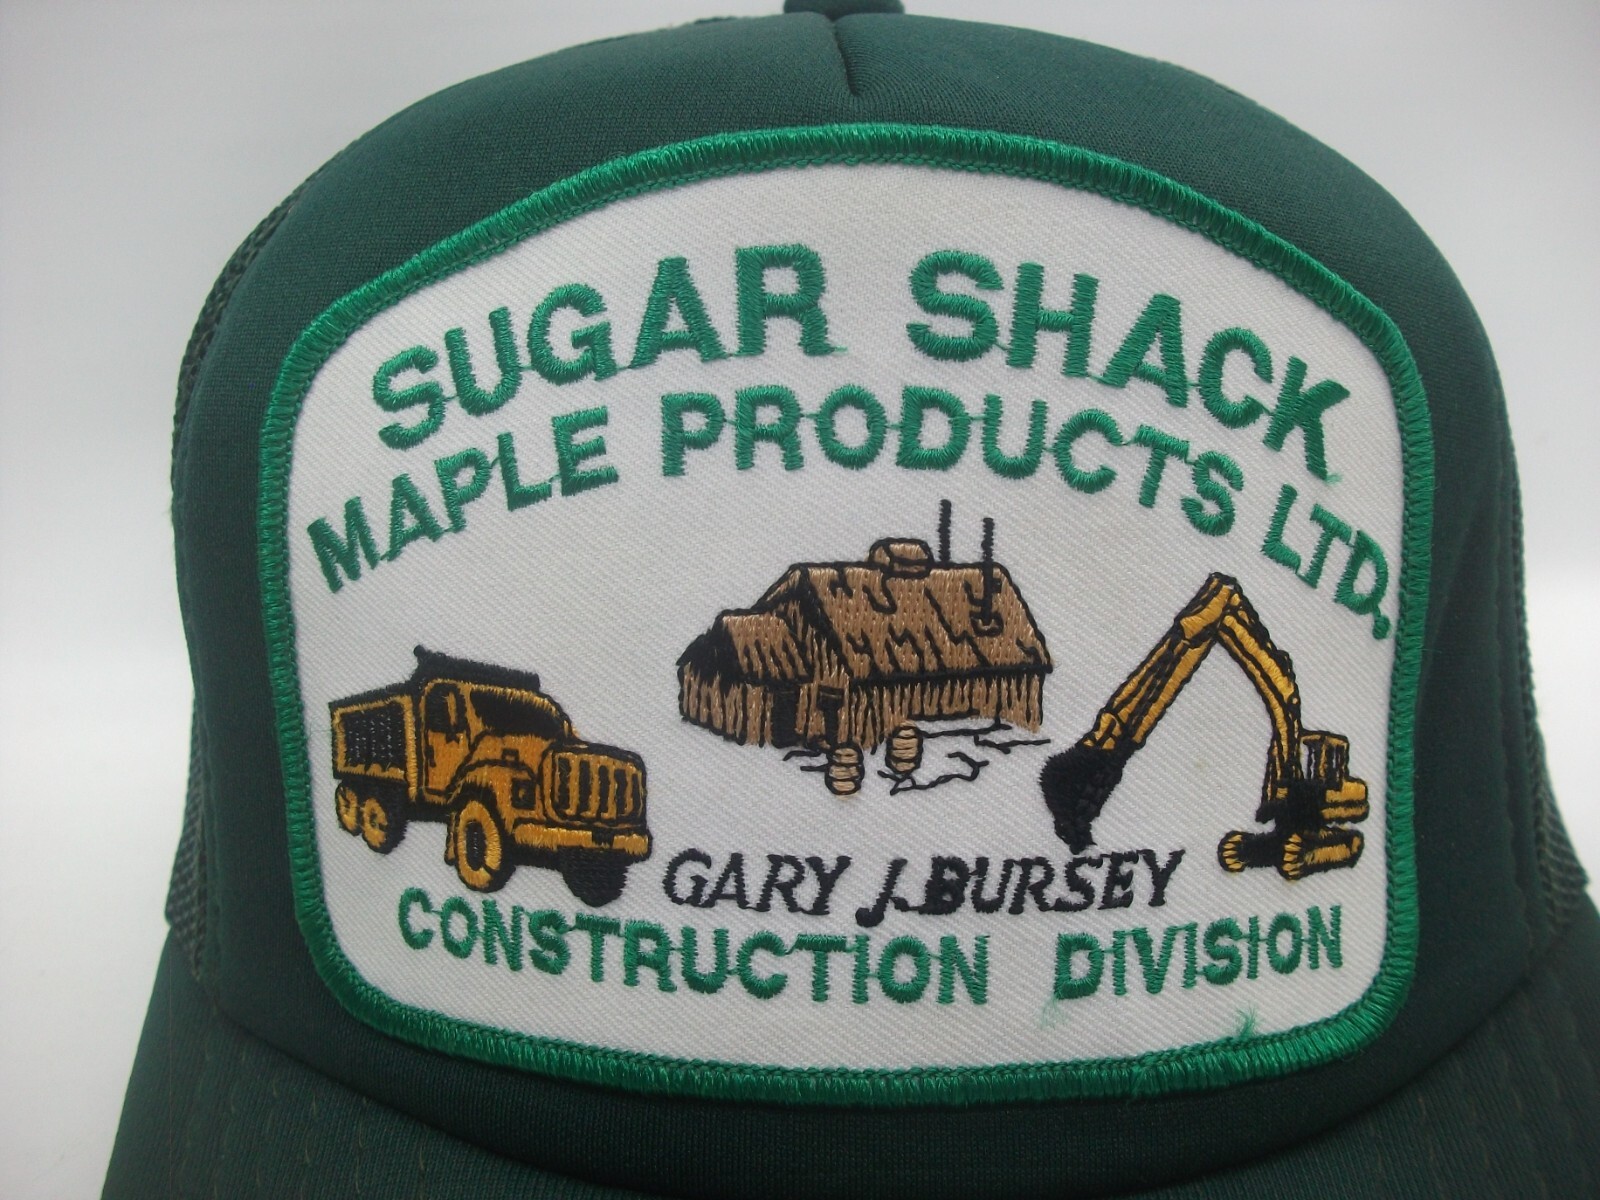 SUGAR SHACK
MAPLE PRODUCTS LTD.
GARY J. BURSEY
CONSTRUCTION DIVISION